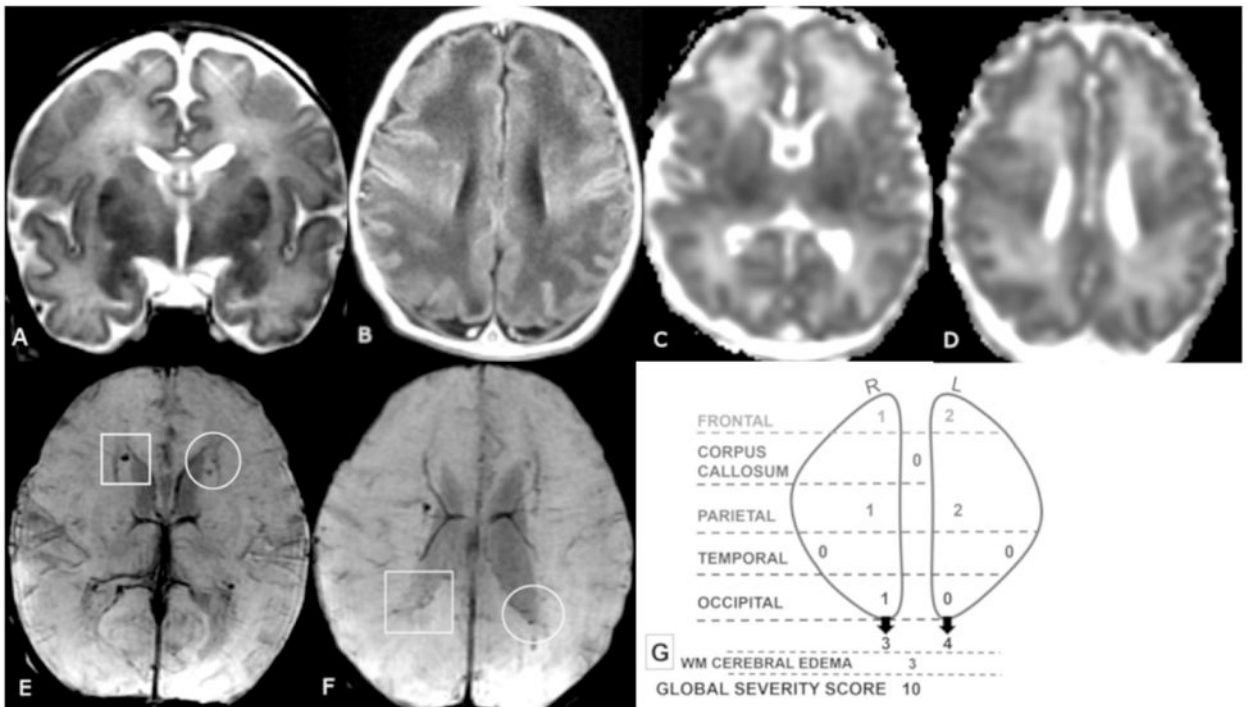 A
B
C
D
E
F
R L
FRONTAL 1 2
CORPUS
CALLOSUM 0
PARIETAL 1 2
TEMPORAL 0 0
OCCIPITAL 1 0
3 4
G
WM CEREBRAL EDEMA 3
GLOBAL SEVERITY SCORE 10